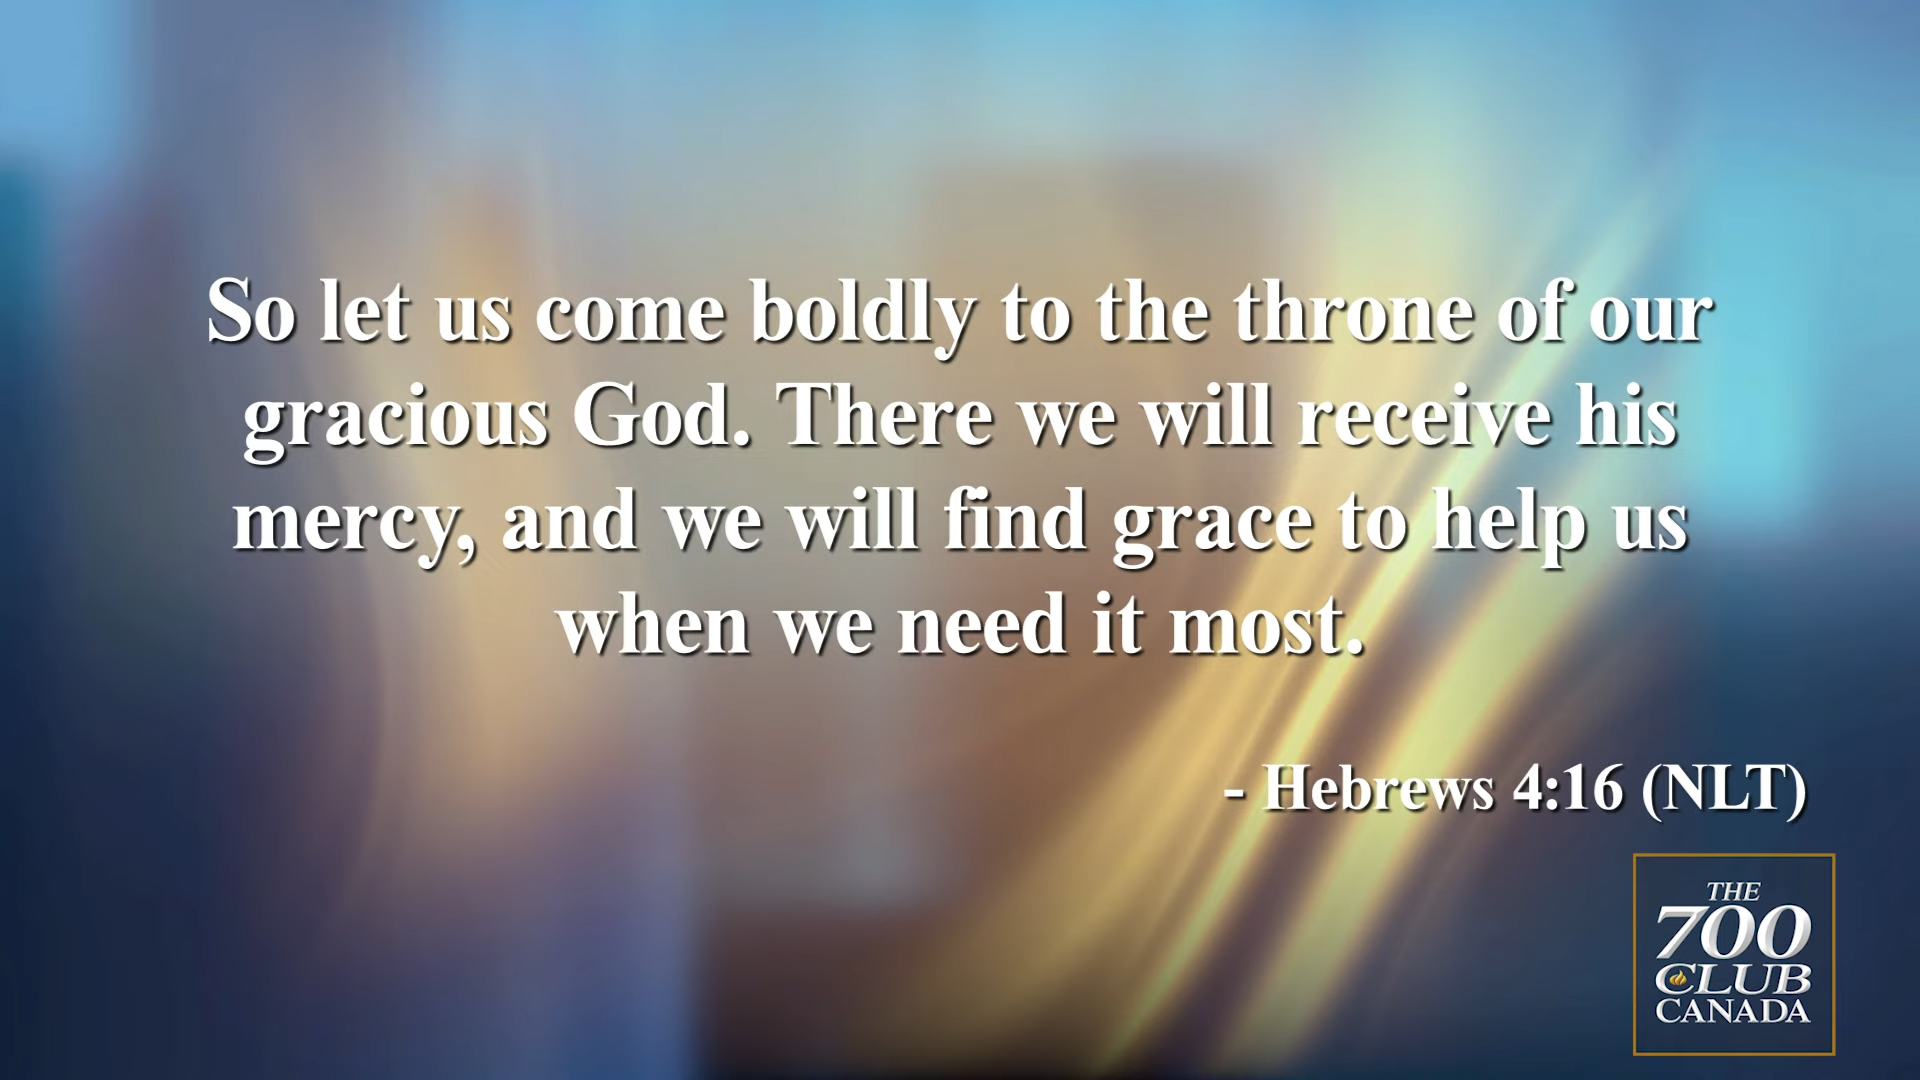 So let us come boldly to the throne of our
gracious God. There we will receive his
mercy, and we will find grace to help us
when we need it most.
- Hebrews 4:16 (NLT)
THE
700
CLUB
CANADA